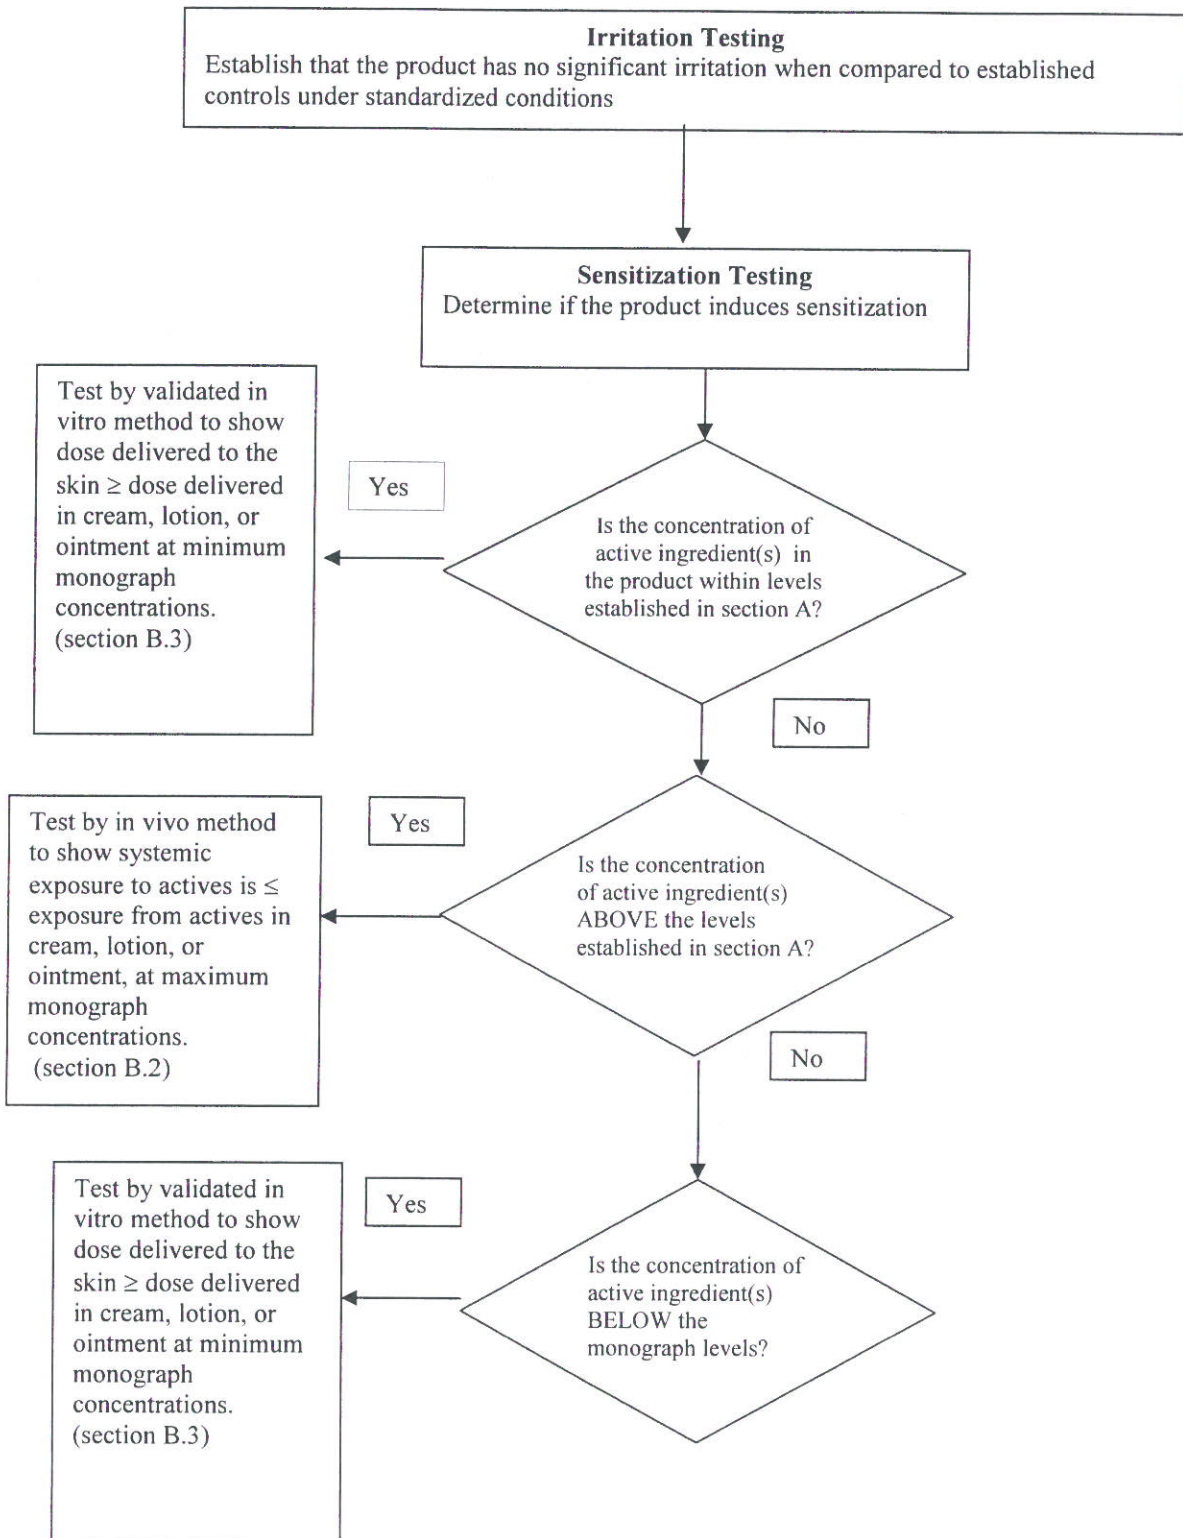 Irritation Testing
Establish that the product has no significant irritation when compared to established
controls under standardized conditions
Sensitization Testing
Determine if the product induces sensitization
Test by validated in
vitro method to show
dose delivered to the
skin ≥ dose delivered
in cream, lotion, or
ointment at minimum
monograph
concentrations.
(section B.3)
Yes
Is the concentration of
active ingredient(s) in
the product within levels
established in section A?
No
Test by in vivo method
to show systemic
exposure to actives is ≤
exposure from actives in
cream, lotion, or
ointment, at maximum
monograph
concentrations.
(section B.2)
Yes
Is the concentration
of active ingredient(s)
ABOVE the levels
established in section A?
No
Test by validated in
vitro method to show
dose delivered to the
skin ≥ dose delivered
in cream, lotion, or
ointment at minimum
monograph
concentrations.
(section B.3)
Yes
Is the concentration of
active ingredient(s)
BELOW the
monograph levels?